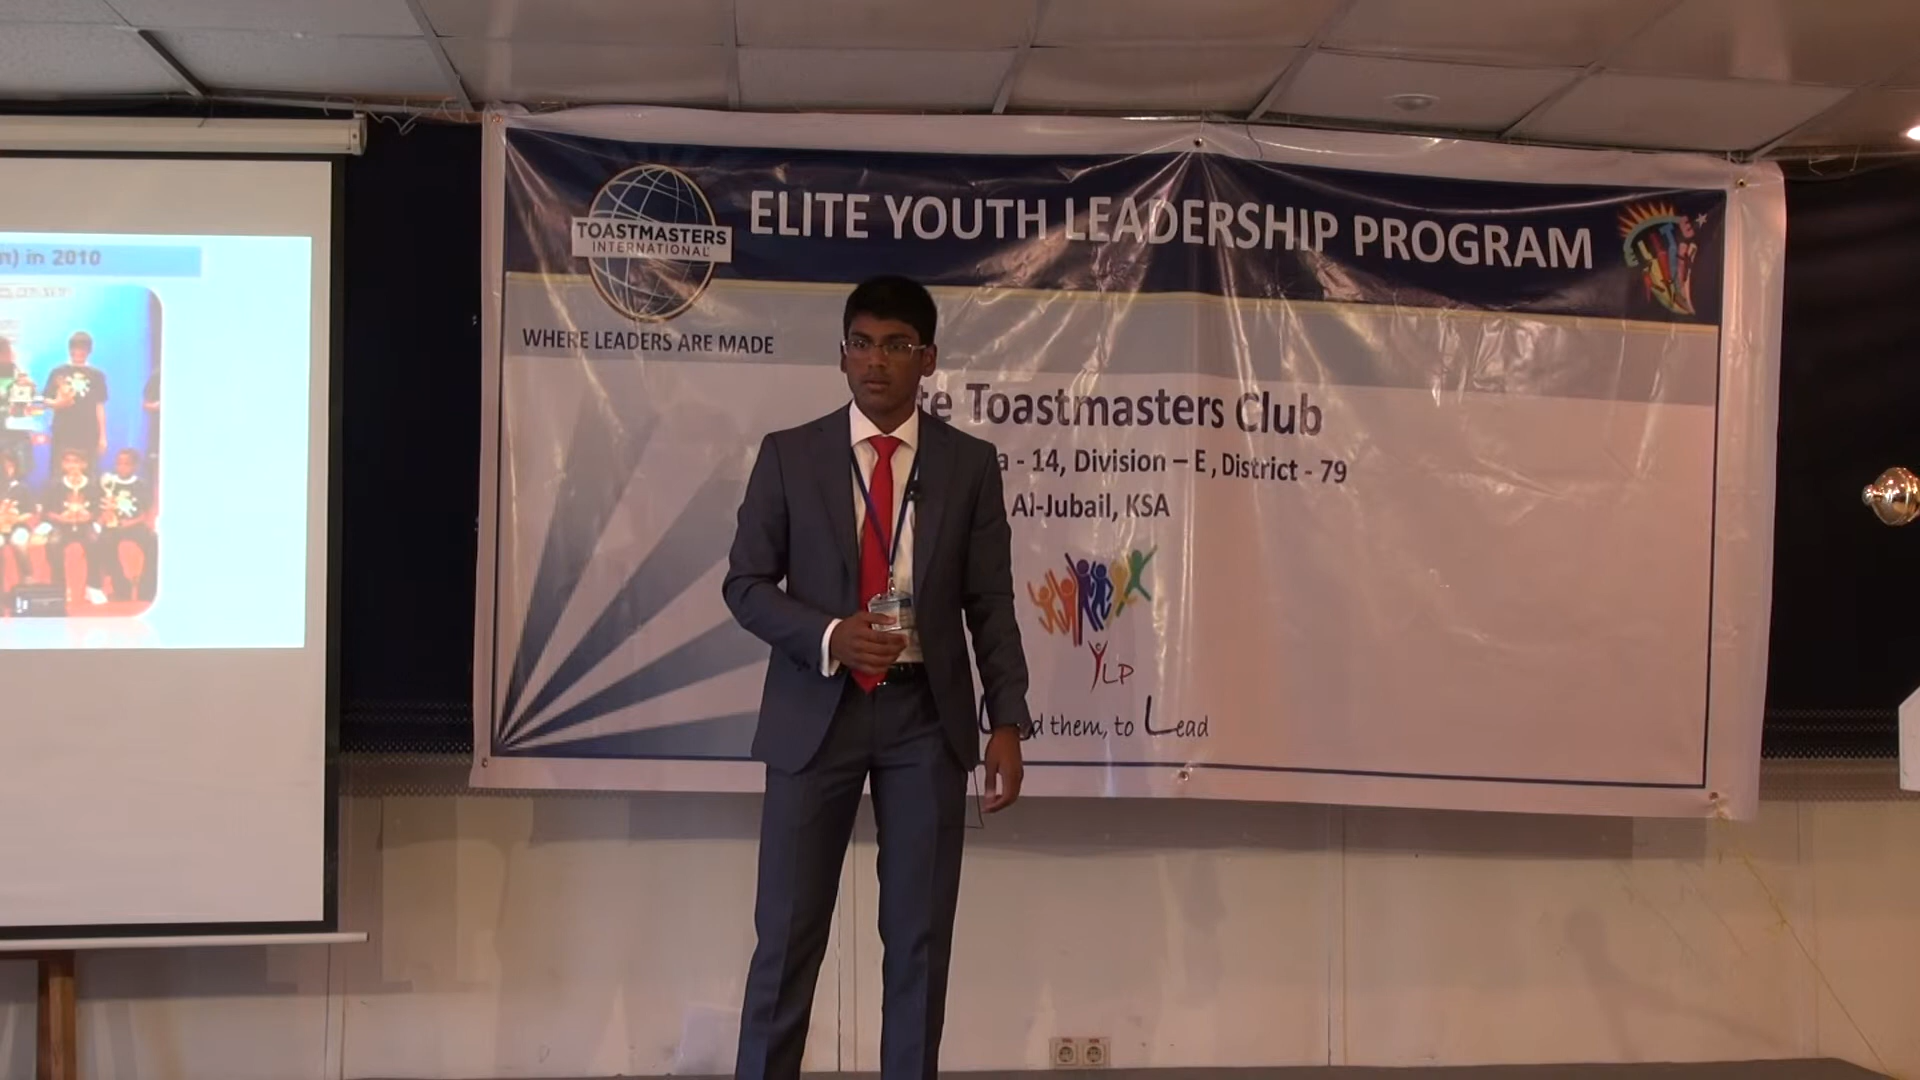 n) in 2010
TOASTMASTERS
INTERNATIONAL
ELITE YOUTH LEADERSHIP PROGRAM
WHERE LEADERS ARE MADE
te Toastmasters Club
a - 14, Division – E, District - 79
Al-Jubail, KSA
YLP
d them, to Lead